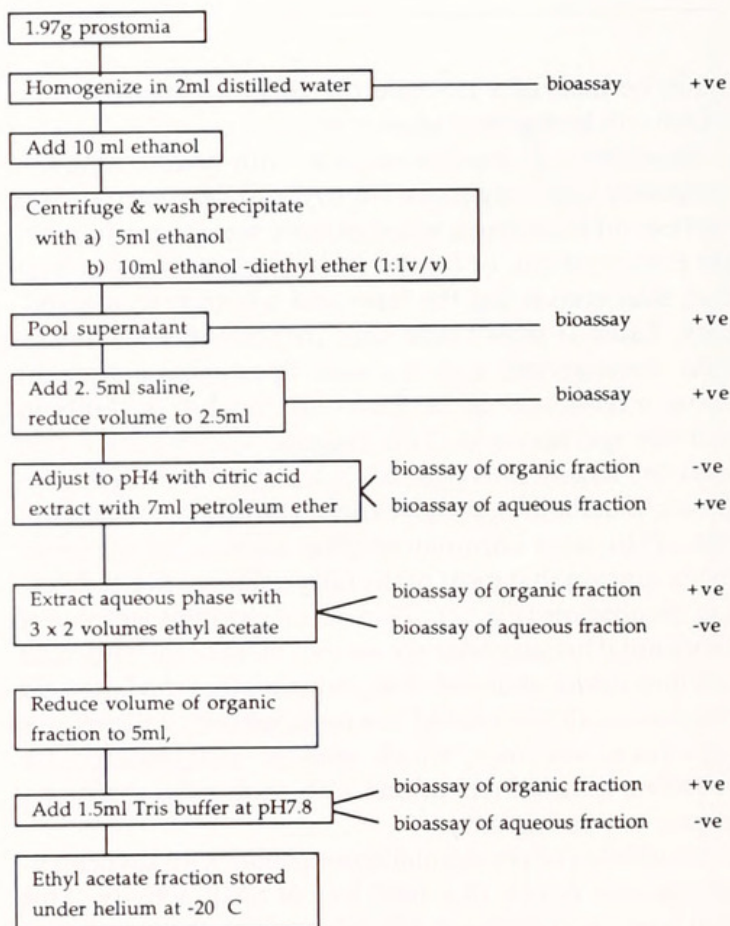 1.97g prostomia
Homogenize in 2ml distilled water bioassay +ve
Add 10 ml ethanol
Centrifuge & wash precipitate
with a) 5ml ethanol
b) 10ml ethanol -diethyl ether (1:1v/v)
Pool supernatant bioassay +ve
Add 2. 5ml saline,
reduce volume to 2.5ml
bioassay +ve
Adjust to pH4 with citric acid
extract with 7ml petroleum ether
bioassay of organic fraction -ve
bioassay of aqueous fraction +ve
Extract aqueous phase with
3 x 2 volumes ethyl acetate
bioassay of organic fraction +ve
bioassay of aqueous fraction -ve
Reduce volume of organic
fraction to 5ml,
Add 1.5ml Tris buffer at pH7.8
bioassay of organic fraction +ve
bioassay of aqueous fraction -ve
Ethyl acetate fraction stored
under helium at -20 C